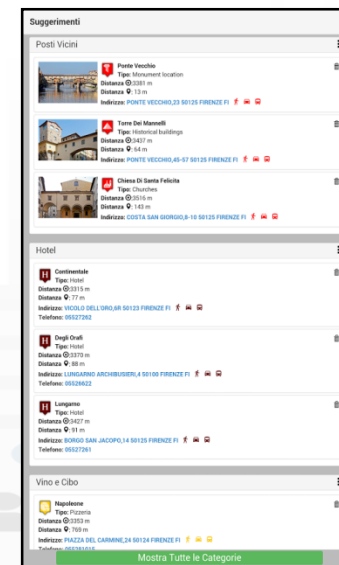 Suggerimenti
Posti Vicini
Ponte Vecchio
Tipo: Monument location
Distanza :3351 m
Distanza : 13 m
Indirizzo: PONTE VECCHIO,23 50125 FIRENZE FI
Torre Dei Mannelli
Tipo: Historical buildings
Distanza :3437 m
Distanza : 64 m
Indirizzo: PONTE VECCHIO,45-57 50125 FIRENZE FI
Chiesa Di Santa Felicita
Tipo: Churches
Distanza :3515 m
Distanza : 143 m
Indirizzo: COSTA SAN GIORGIO,8-10 50125 FIRENZE FI
Hotel
H Continentale
Tipo: Hotel
Distanza :3315 m
Distanza : 77 m
Indirizzo: VICOLO DELL'ORO,6R 50123 FIRENZE FI
Telefono: 05527262
H Degli Orafi
Tipo: Hotel
Distanza :3370 m
Distanza : 88 m
Indirizzo: LUNGARNO ARCHIBUSIERI,4 50100 FIRENZE FI
Telefono: 05526622
H Lungarno
Tipo: Hotel
Distanza :3427 m
Distanza : 91 m
Indirizzo: BORGO SAN JACOPO,14 50125 FIRENZE FI
Telefono: 05527261
Vino e Cibo
Napoleone
Tipo: Pizzeria
Distanza :3353 m
Distanza : 769 m
Indirizzo: PIAZZA DEL CARMINE,24 50124 FIRENZE FI
Mostra Tutte le Categorie